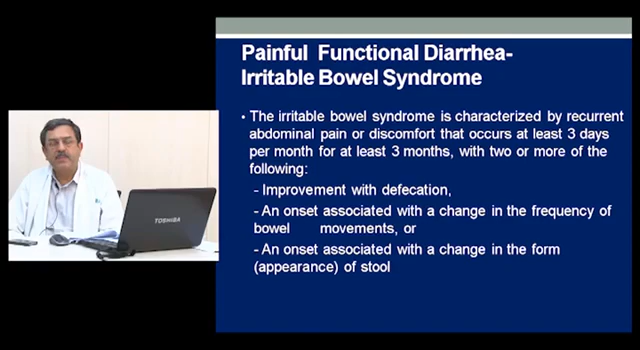 Painful Functional Diarrhea-
Irritable Bowel Syndrome
• The irritable bowel syndrome is characterized by recurrent
abdominal pain or discomfort that occurs at least 3 days
per month for at least 3 months, with two or more of the
following:
- Improvement with defecation,
- An onset associated with a change in the frequency of
bowel movements, or
- An onset associated with a change in the form
(appearance) of stool
TOSHIBA